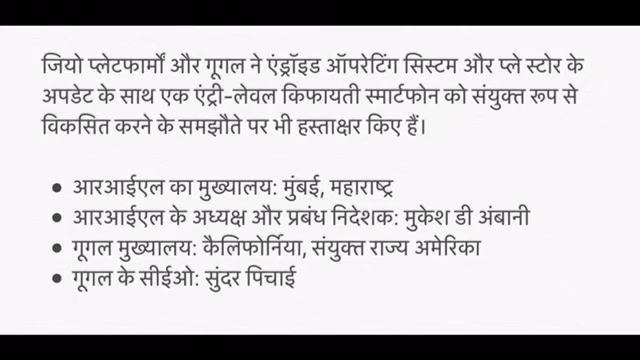 जियो प्लेटफार्मों और गूगल ने एंड्रॉइड ऑपरेटिंग सिस्टम और प्ले स्टोर के
अपडेट के साथ एक एंट्री-लेवल किफायती स्मार्टफोन को संयुक्त रूप से
विकसित करने के समझौते पर भी हस्ताक्षर किए हैं।
● आरआईएल का मुख्यालय: मुंबई, महाराष्ट्र
● आरआईएल के अध्यक्ष और प्रबंध निदेशक: मुकेश डी अंबानी
● गूगल मुख्यालय: कैलिफोर्निया, संयुक्त राज्य अमेरिका
● गूगल के सीईओ: सुंदर पिचाई